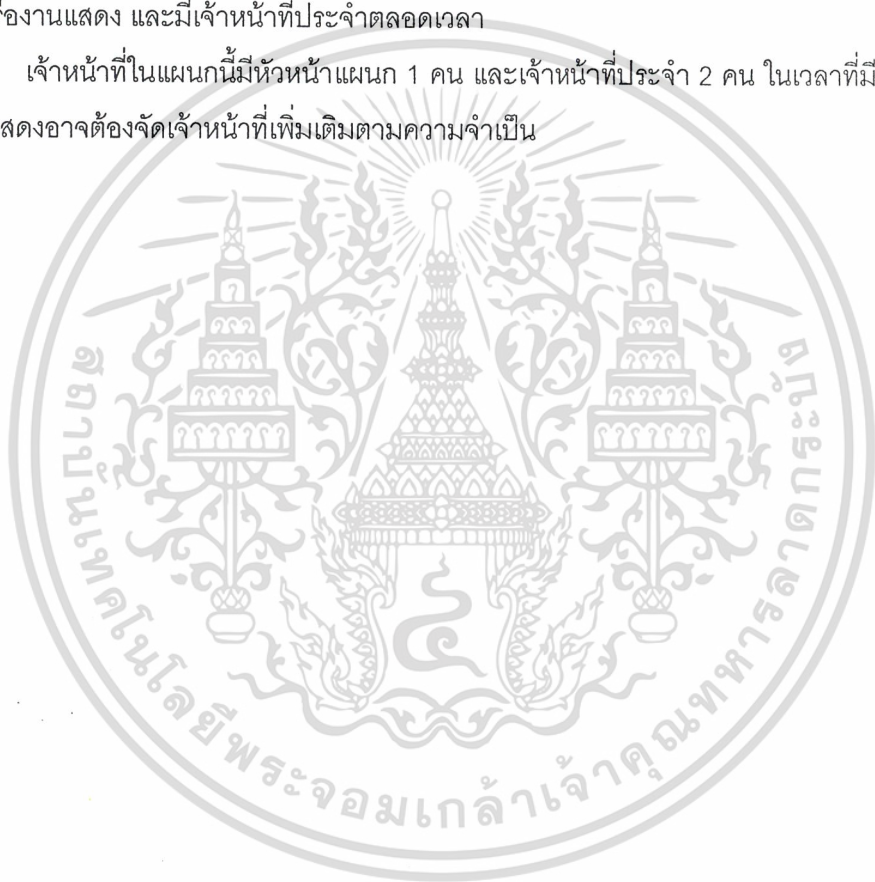 องานแสดง และมีเจ้าหน้าที่ประจำตลอดเวลา
เจ้าหน้าที่ในแผนกนี้มีหัวหน้าแผนก 1 คน และเจ้าหน้าที่ประจำ 2 คน ในเวลาที่มี
สดงอาจต้องจัดเจ้าหน้าที่เพิ่มเติมตามความจำเป็น
สถาบันเทคโนโลยีพระจอมเกล้าเจ้าคุณทหารลาดกระบัง
๔